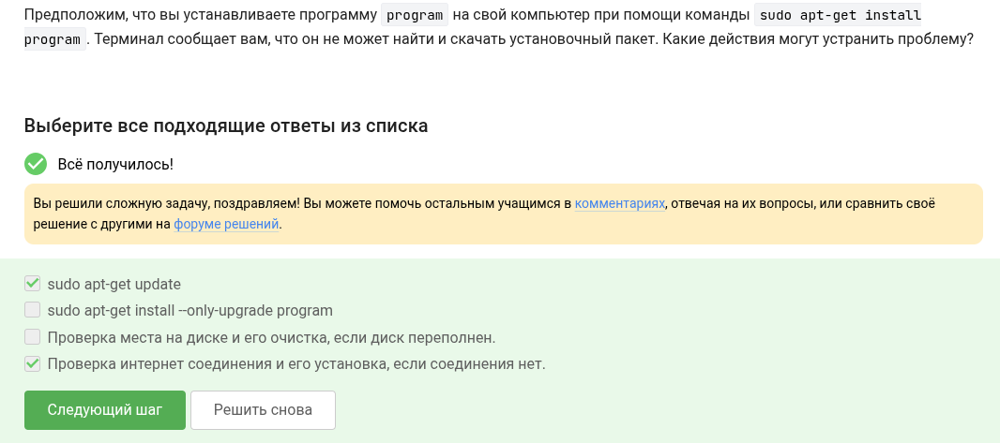 Предположим, что вы устанавливаете программу program на свой компьютер при помощи команды sudo apt-get install
program. Терминал сообщает вам, что он не может найти и скачать установочный пакет. Какие действия могут устранить проблему?
Выберите все подходящие ответы из списка
Всё получилось!
Вы решили сложную задачу, поздравляем! Вы можете помочь остальным учащимся в комментариях, отвечая на их вопросы, или сравнить своё
решение с другими на форуме решений.
sudo apt-get update
sudo apt-get install --only-upgrade program
Проверка места на диске и его очистка, если диск переполнен.
Проверка интернет соединения и его установка, если соединения нет.
Следующий шаг Решить снова